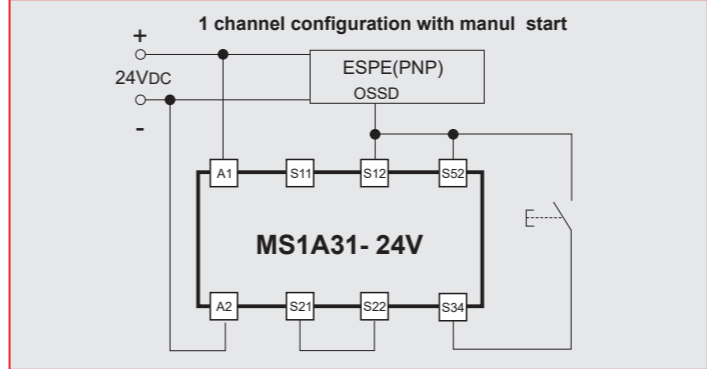 1 channel configuration with manul start
+
24VDC
-
ESPE(PNP)
OSSD
A1 S11 S12 S52
MS1A31- 24V
A2 S21 S22 S34